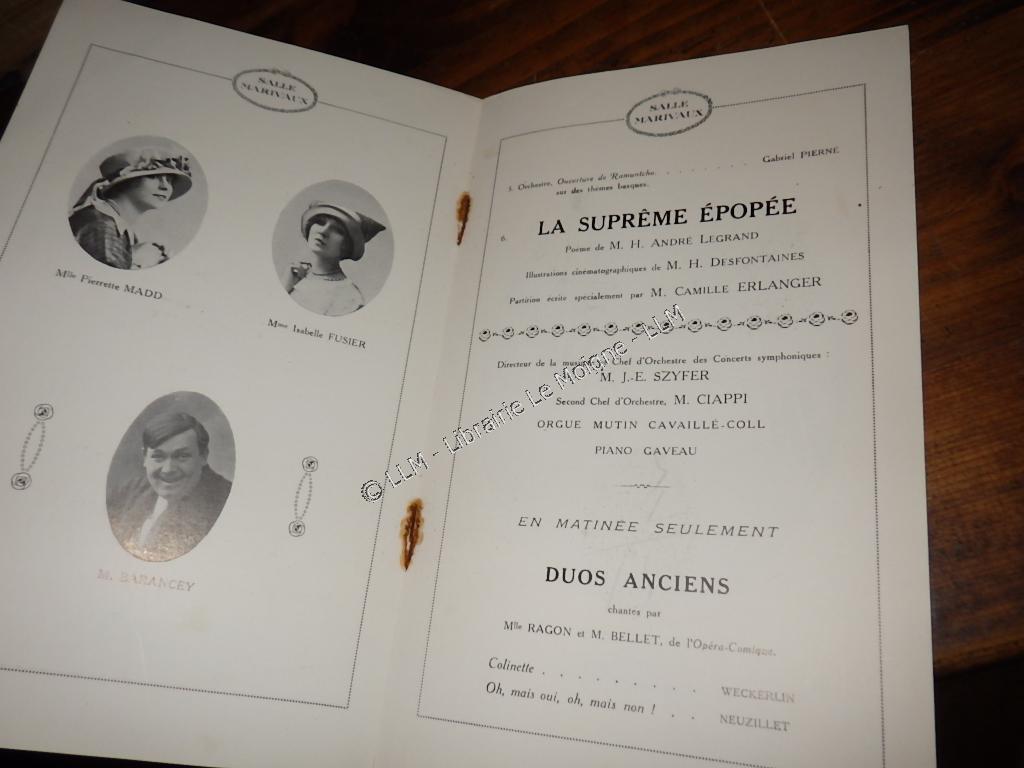 SALLE
MARIVAUX
Mlle Pierrette MADD
Mme Isabelle FUSIER
M. BARANCEY
SALLE
MARIVAUX
5. Orchestre, Ouverture de Ramuntcho. . . . . . . . Gabriel PIERNÉ
sur des thèmes basques.
6. LA SUPRÊME ÉPOPÉE
Poème de M. H. ANDRÉ LEGRAND
Illustrations cinématographiques de M. H. DESFONTAINES
Partition écrite spécialement par M. CAMILLE ERLANGER
Directeur de la musique Chef d'Orchestre des Concerts symphoniques :
M. J.-E. SZYFER
Second Chef d'Orchestre, M. CIAPPI
ORGUE MUTIN CAVAILLÉ-COLL
PIANO GAVEAU
EN MATINÉE SEULEMENT
DUOS ANCIENS
chantés par
Mlle RAGON et M. BELLET, de l'Opéra-Comique.
Colinette . . . . . . . . . WECKERLIN
Oh, mais oui, oh, mais non ! . . NEUZILLET
© LLM - Librairie Le Moigne - LLM